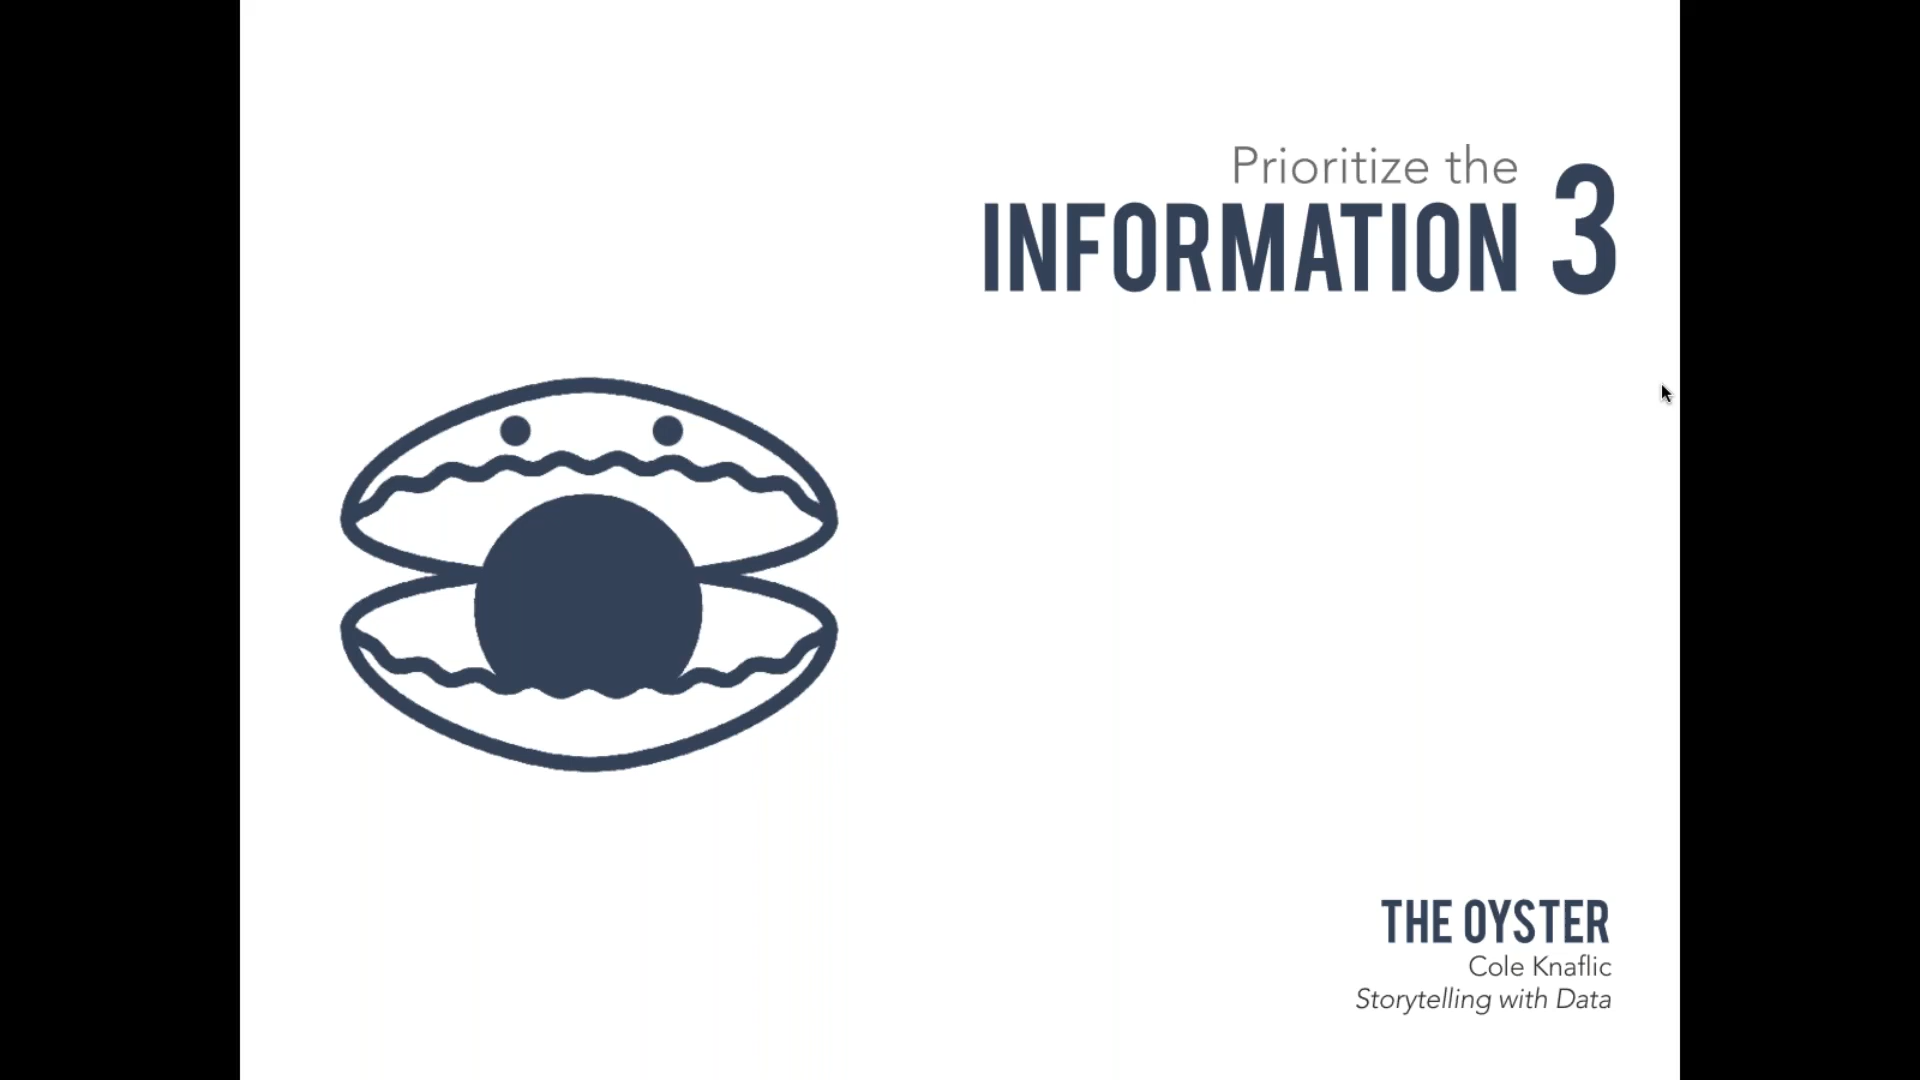 Prioritize the
INFORMATION 3
THE OYSTER
Cole Knaflic
Storytelling with Data